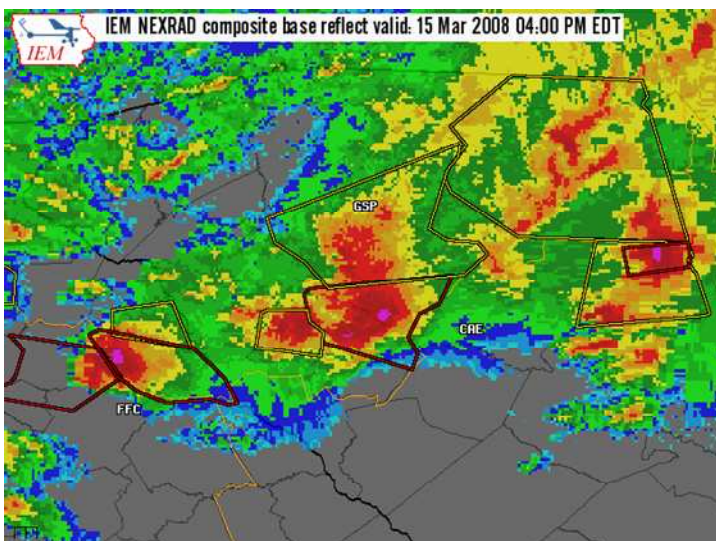 IEM NEXRAD composite base reflect valid: 15 Mar 2008 04:00 PM EDT
IEM
GSP
CAE
FFC